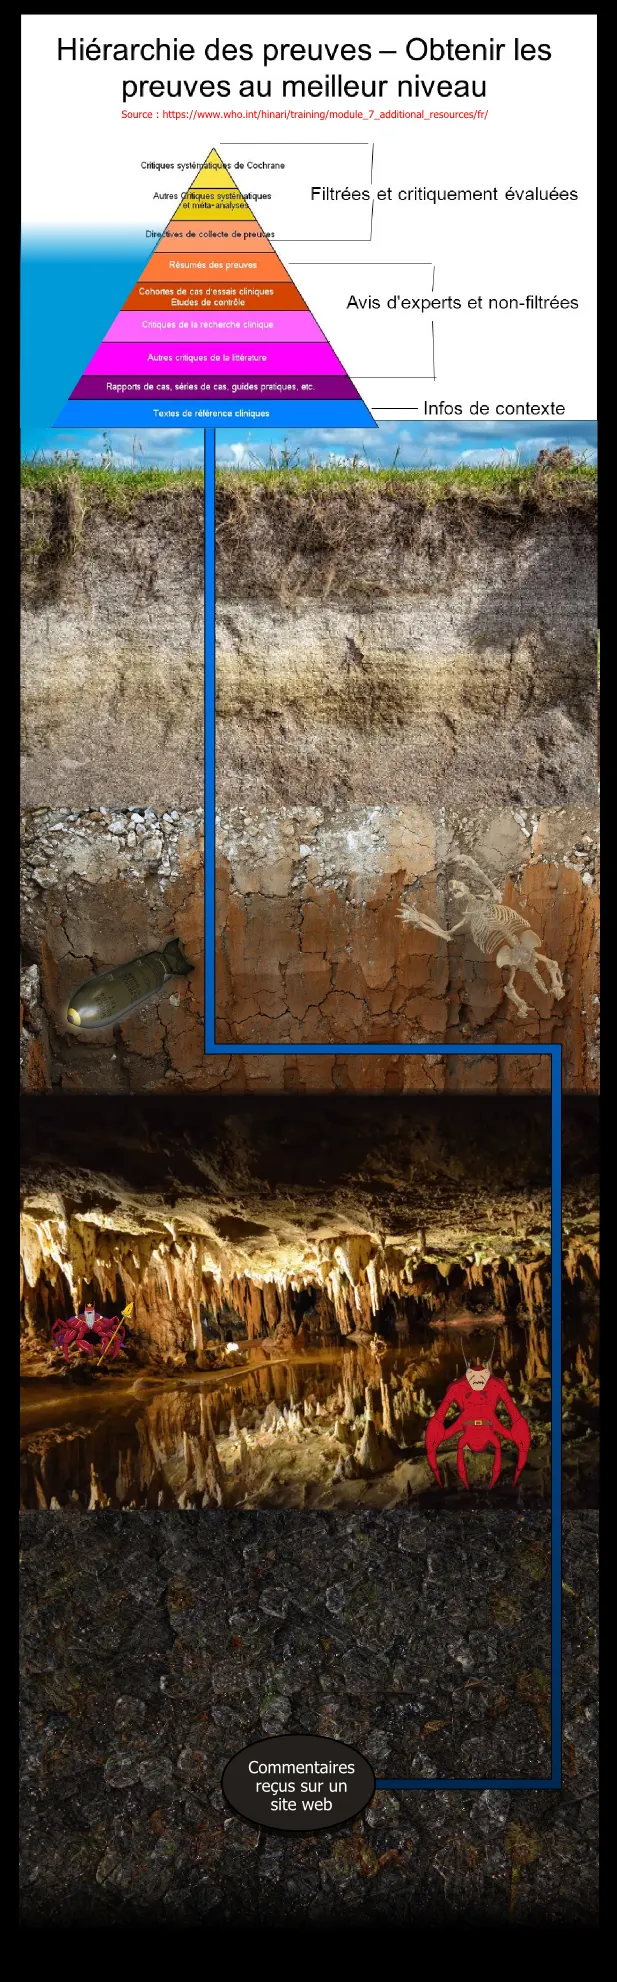 Hiérarchie des preuves – Obtenir les
preuves au meilleur niveau
Source : https://www.who.int/hinari/training/module_7_additional_resources/fr/
Critiques systématiques de Cochrane
Autres Critiques systématiques
et méta-analyses
Filtrées et critiquement évaluées
Directives de collecte de preuves
Résumés des preuves
Cohortes de cas d'essais cliniques
Etudes de contrôle
Avis d'experts et non-filtrées
Critiques de la recherche clinique
Autres critiques de la littérature
Rapports de cas, séries de cas, guides pratiques, etc.
Textes de référence cliniques
Infos de contexte
Commentaires
reçus sur un
site web